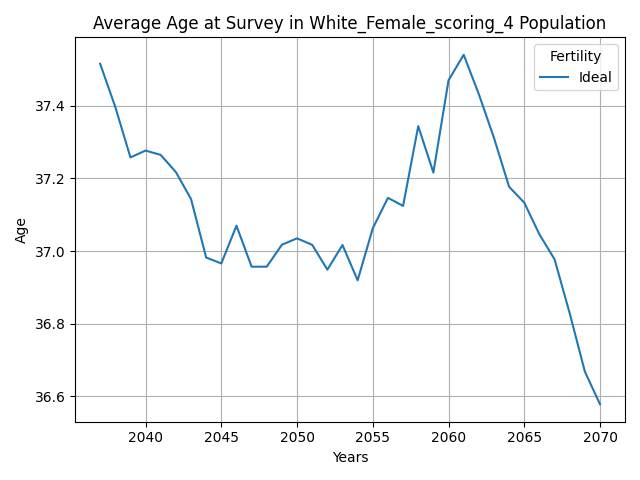 Average Age at Survey in White_Female_scoring_4 Population
Fertility
Ideal
37.4
37.2
37.0
36.8
36.6
Age
2040 2045 2050 2055 2060 2065 2070
Years